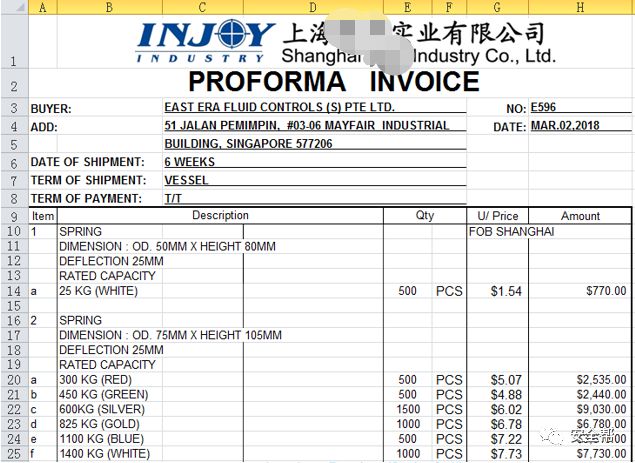 A B C D E F G H
INJOY
INDUSTRY
上海 实业有限公司
Shanghai Industry Co., Ltd.
1
2 PROFORMA INVOICE
3 BUYER: EAST ERA FLUID CONTROLS (S) PTE LTD. NO: E596
4 ADD: 51 JALAN PEMIMPIN, #03-06 MAYFAIR INDUSTRIAL DATE: MAR.02,2018
5 BUILDING, SINGAPORE 577206
6 DATE OF SHIPMENT: 6 WEEKS
7 TERM OF SHIPMENT: VESSEL
8 TERM OF PAYMENT: T/T
9 Item Description Qty U/ Price Amount
10 1 SPRING FOB SHANGHAI
11 DIMENSION : OD. 50MM X HEIGHT 80MM
12 DEFLECTION 25MM
13 RATED CAPACITY
14 a 25 KG (WHITE) 500 PCS $1.54 $770.00
15
16 2 SPRING
17 DIMENSION : OD. 75MM X HEIGHT 105MM
18 DEFLECTION 25MM
19 RATED CAPACITY
20 a 300 KG (RED) 500 PCS $5.07 $2,535.00
21 b 450 KG (GREEN) 500 PCS $4.88 $2,440.00
22 c 600KG (SILVER) 1500 PCS $6.02 $9,030.00
23 d 825 KG (GOLD) 1000 PCS $6.78 $6,780.00
24 e 1100 KG (BLUE) 500 PCS $7.22
25 f 1400 KG (WHITE) 1000 PCS $7.73 $7,730.00
安全帮